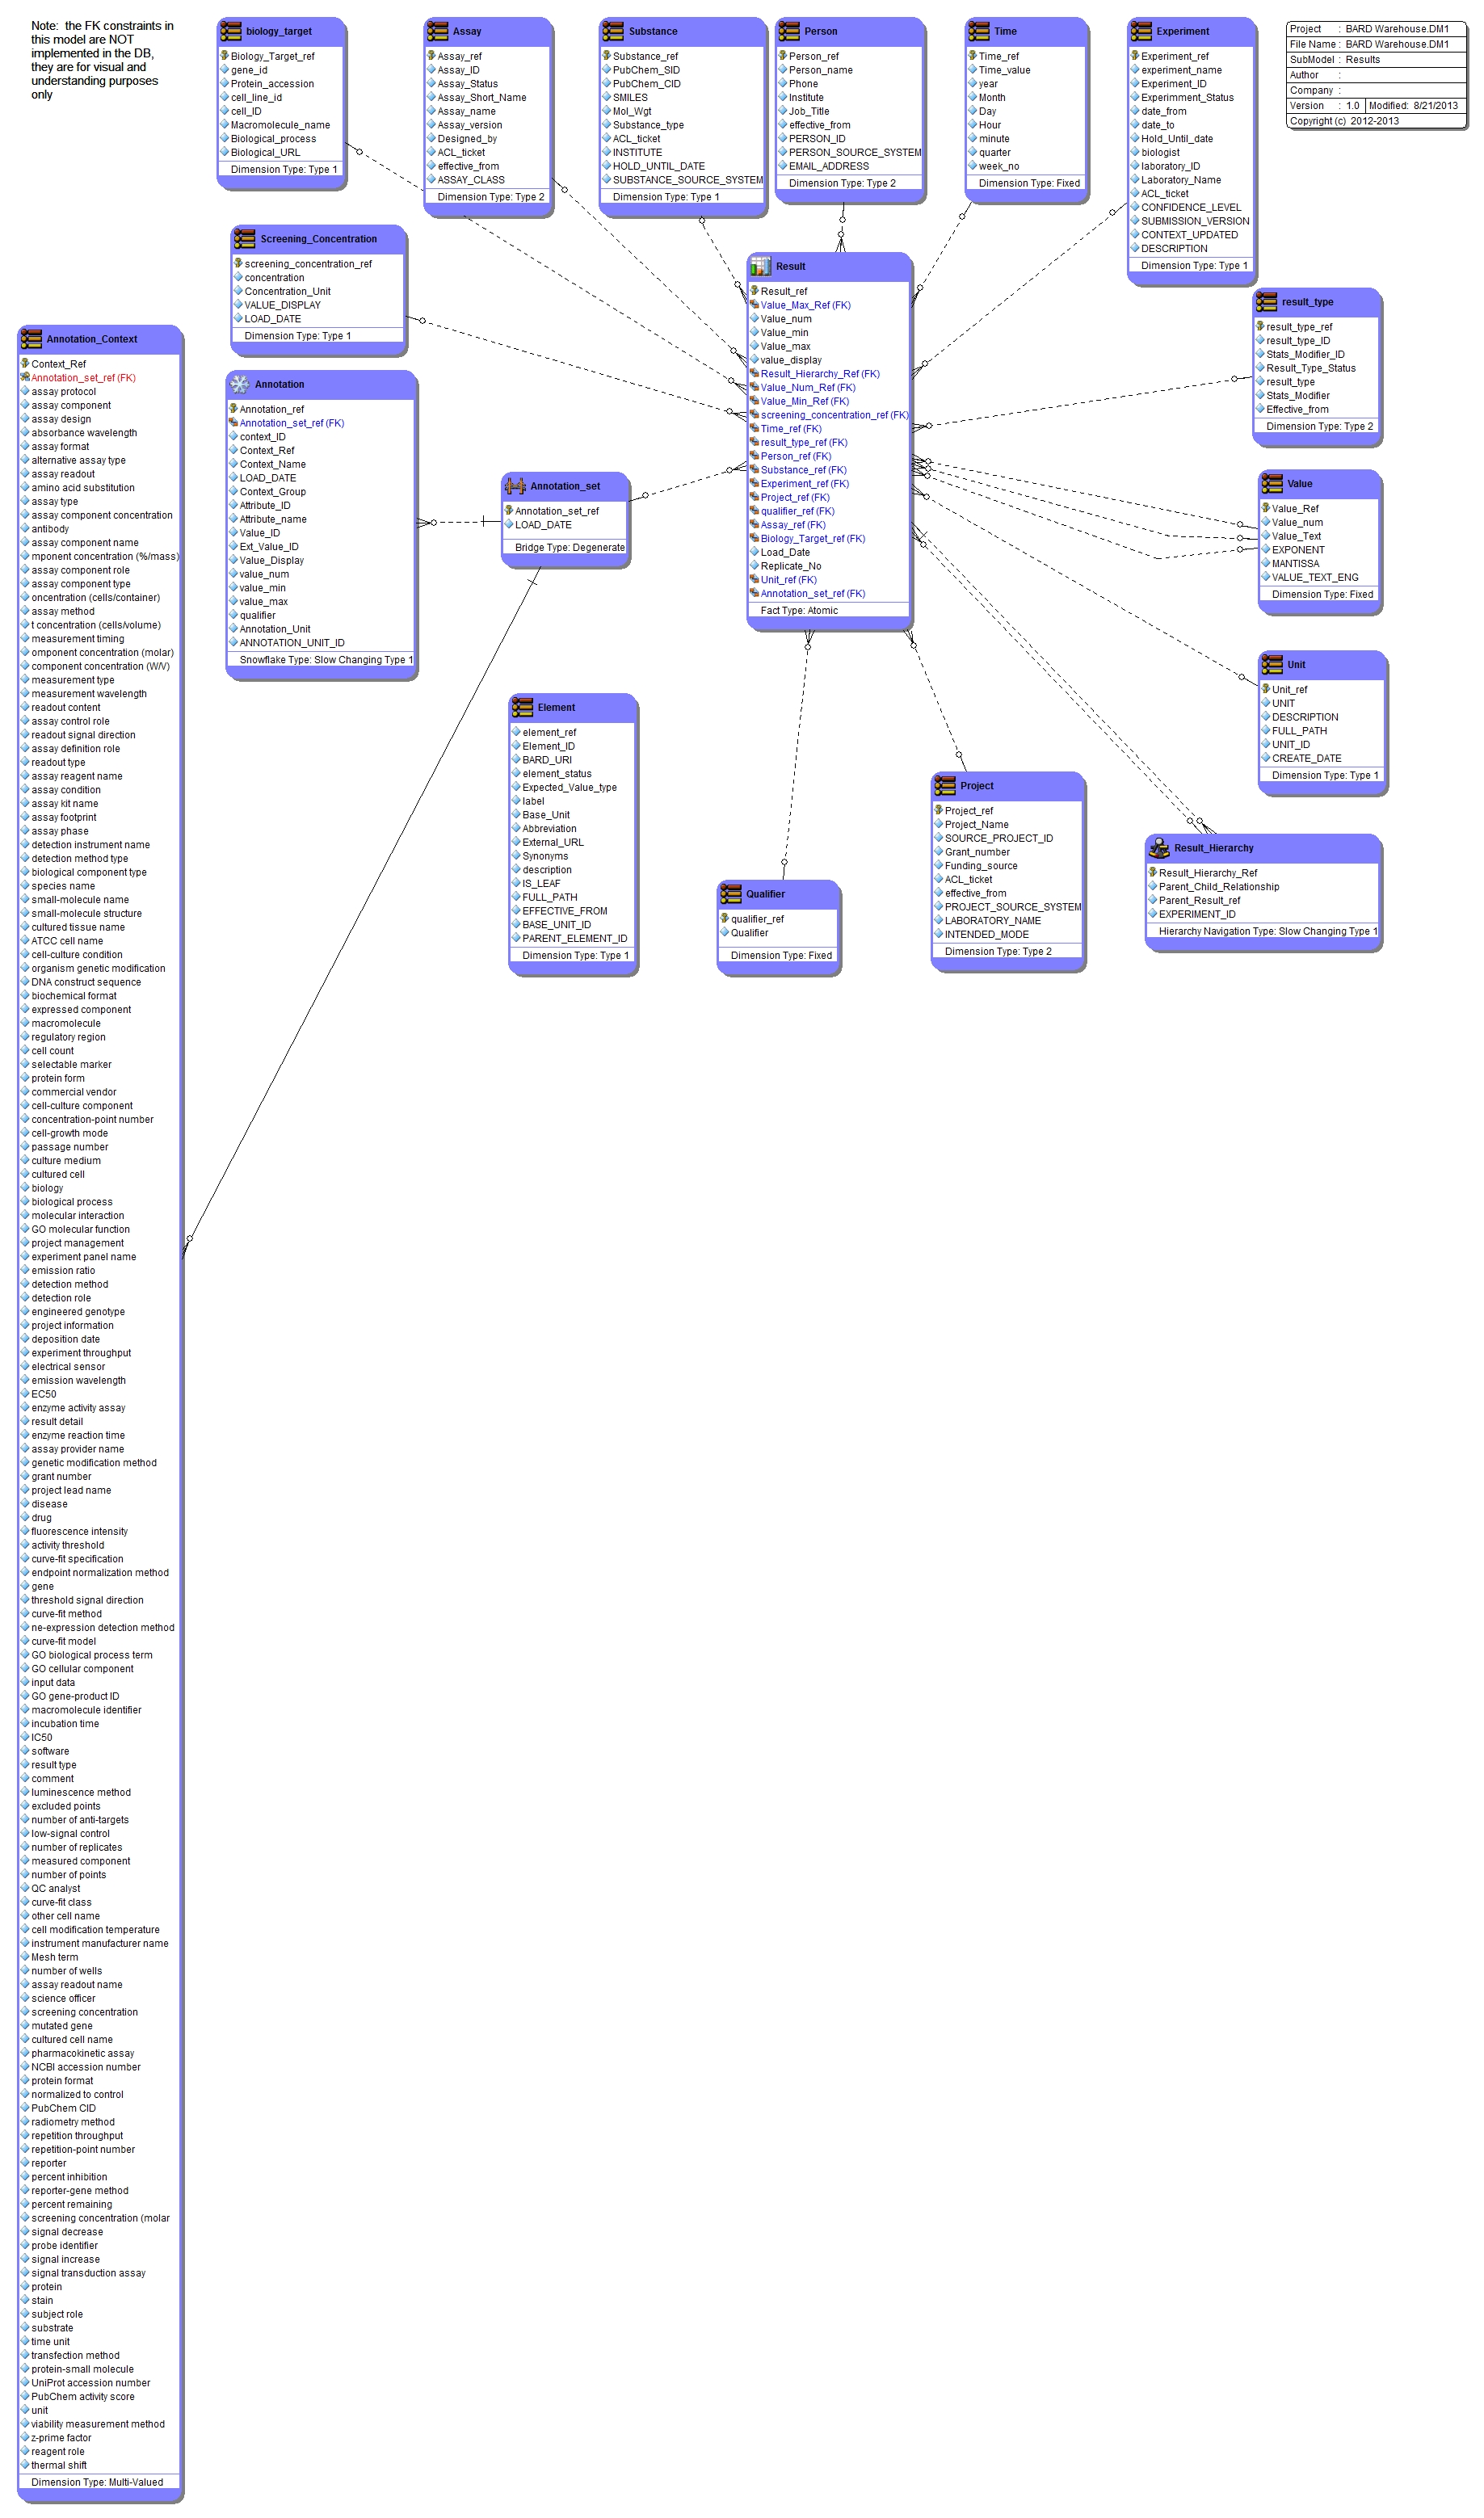 Note:  the FK constraints in
this model are NOT
implemented in the DB,
they are for visual and
understanding purposes
only
biology_target
Biology_Target_ref
gene_id
Protein_accession
cell_line_id
cell_ID
Macromolecule_name
Biological_process
Biological_URL
Dimension Type: Type 1
Assay
Assay_ref
Assay_ID
Assay_Status
Assay_Short_Name
Assay_name
Assay_version
Designed_by
ACL_ticket
effective_from
ASSAY_CLASS
Dimension Type: Type 2
Substance
Substance_ref
PubChem_SID
PubChem_CID
SMILES
Mol_Wgt
Substance_type
ACL_ticket
INSTITUTE
HOLD_UNTIL_DATE
SUBSTANCE_SOURCE_SYSTEM
Dimension Type: Type 1
Person
Person_ref
Person_name
Phone
Institute
Job_Title
effective_from
PERSON_ID
PERSON_SOURCE_SYSTEM
EMAIL_ADDRESS
Dimension Type: Type 2
Time
Time_ref
Time_value
year
Month
Day
Hour
minute
quarter
week_no
Dimension Type: Fixed
Experiment
Experiment_ref
experiment_name
Experiment_ID
Experimment_Status
date_from
date_to
Hold_Until_date
biologist
laboratory_ID
Laboratory_Name
ACL_ticket
CONFIDENCE_LEVEL
SUBMISSION_VERSION
CONTEXT_UPDATED
DESCRIPTION
Dimension Type: Type 1
Project : BARD Warehouse.DM1
File Name : BARD Warehouse.DM1
SubModel : Results
Author :
Company :
Version : 1.0 Modified: 8/21/2013
Copyright (c) 2012-2013
Screening_Concentration
screening_concentration_ref
concentration
Concentration_Unit
VALUE_DISPLAY
LOAD_DATE
Dimension Type: Type 1
Result
Result_ref
Value_Max_Ref (FK)
Value_num
Value_min
Value_max
value_display
Result_Hierarchy_Ref (FK)
Value_Num_Ref (FK)
Value_Min_Ref (FK)
screening_concentration_ref (FK)
Time_ref (FK)
result_type_ref (FK)
Person_ref (FK)
Substance_ref (FK)
Experiment_ref (FK)
Project_ref (FK)
qualifier_ref (FK)
Assay_ref (FK)
Biology_Target_ref (FK)
Load_Date
Replicate_No
Unit_ref (FK)
Annotation_set_ref (FK)
Fact Type: Atomic
result_type
result_type_ref
result_type_ID
Stats_Modifier_ID
Result_Type_Status
result_type
Stats_Modifier
Effective_from
Dimension Type: Type 2
Annotation
Annotation_ref
Annotation_set_ref (FK)
context_ID
Context_Ref
Context_Name
LOAD_DATE
Context_Group
Attribute_ID
Attribute_name
Value_ID
Ext_Value_ID
Value_Display
value_num
value_min
value_max
qualifier
Annotation_Unit
ANNOTATION_UNIT_ID
Snowflake Type: Slow Changing Type 1
Annotation_set
Annotation_set_ref
LOAD_DATE
Bridge Type: Degenerate
Value
Value_Ref
Value_num
Value_Text
EXPONENT
MANTISSA
VALUE_TEXT_ENG
Dimension Type: Fixed
Unit
Unit_ref
UNIT
DESCRIPTION
FULL_PATH
UNIT_ID
CREATE_DATE
Dimension Type: Type 1
Element
element_ref
Element_ID
BARD_URI
element_status
Expected_Value_type
label
Base_Unit
Abbreviation
External_URL
Synonyms
description
IS_LEAF
FULL_PATH
EFFECTIVE_FROM
BASE_UNIT_ID
PARENT_ELEMENT_ID
Dimension Type: Type 1
Project
Project_ref
Project_Name
SOURCE_PROJECT_ID
Grant_number
Funding_source
ACL_ticket
effective_from
PROJECT_SOURCE_SYSTEM
LABORATORY_NAME
INTENDED_MODE
Dimension Type: Type 2
Result_Hierarchy
Result_Hierarchy_Ref
Parent_Child_Relationship
Parent_Result_ref
EXPERIMENT_ID
Hierarchy Navigation Type: Slow Changing Type 1
Qualifier
qualifier_ref
Qualifier
Dimension Type: Fixed
Annotation_Context
Context_Ref
Annotation_set_ref (FK)
assay protocol
assay component
assay design
absorbance wavelength
assay format
alternative assay type
assay readout
amino acid substitution
assay type
assay component concentration
antibody
assay component name
mponent concentration (%/mass)
assay component role
assay component type
oncentration (cells/container)
assay method
t concentration (cells/volume)
measurement timing
omponent concentration (molar)
component concentration (W/V)
measurement type
measurement wavelength
readout content
assay control role
readout signal direction
assay definition role
readout type
assay reagent name
assay condition
assay kit name
assay footprint
assay phase
detection instrument name
detection method type
biological component type
species name
small-molecule name
small-molecule structure
cultured tissue name
ATCC cell name
cell-culture condition
organism genetic modification
DNA construct sequence
biochemical format
expressed component
macromolecule
regulatory region
cell count
selectable marker
protein form
commercial vendor
cell-culture component
concentration-point number
cell-growth mode
passage number
culture medium
cultured cell
biology
biological process
molecular interaction
GO molecular function
project management
experiment panel name
emission ratio
detection method
detection role
engineered genotype
project information
deposition date
experiment throughput
electrical sensor
emission wavelength
EC50
enzyme activity assay
result detail
enzyme reaction time
assay provider name
genetic modification method
grant number
project lead name
disease
drug
fluorescence intensity
activity threshold
curve-fit specification
endpoint normalization method
gene
threshold signal direction
curve-fit method
ne-expression detection method
curve-fit model
GO biological process term
GO cellular component
input data
GO gene-product ID
macromolecule identifier
incubation time
IC50
software
result type
comment
luminescence method
excluded points
number of anti-targets
low-signal control
number of replicates
measured component
number of points
QC analyst
curve-fit class
other cell name
cell modification temperature
instrument manufacturer name
Mesh term
number of wells
assay readout name
science officer
screening concentration
mutated gene
cultured cell name
pharmacokinetic assay
NCBI accession number
protein format
normalized to control
PubChem CID
radiometry method
repetition throughput
repetition-point number
reporter
percent inhibition
reporter-gene method
percent remaining
screening concentration (molar
signal decrease
probe identifier
signal increase
signal transduction assay
protein
stain
subject role
substrate
time unit
transfection method
protein-small molecule
UniProt accession number
PubChem activity score
unit
viability measurement method
z-prime factor
reagent role
thermal shift
Dimension Type: Multi-Valued